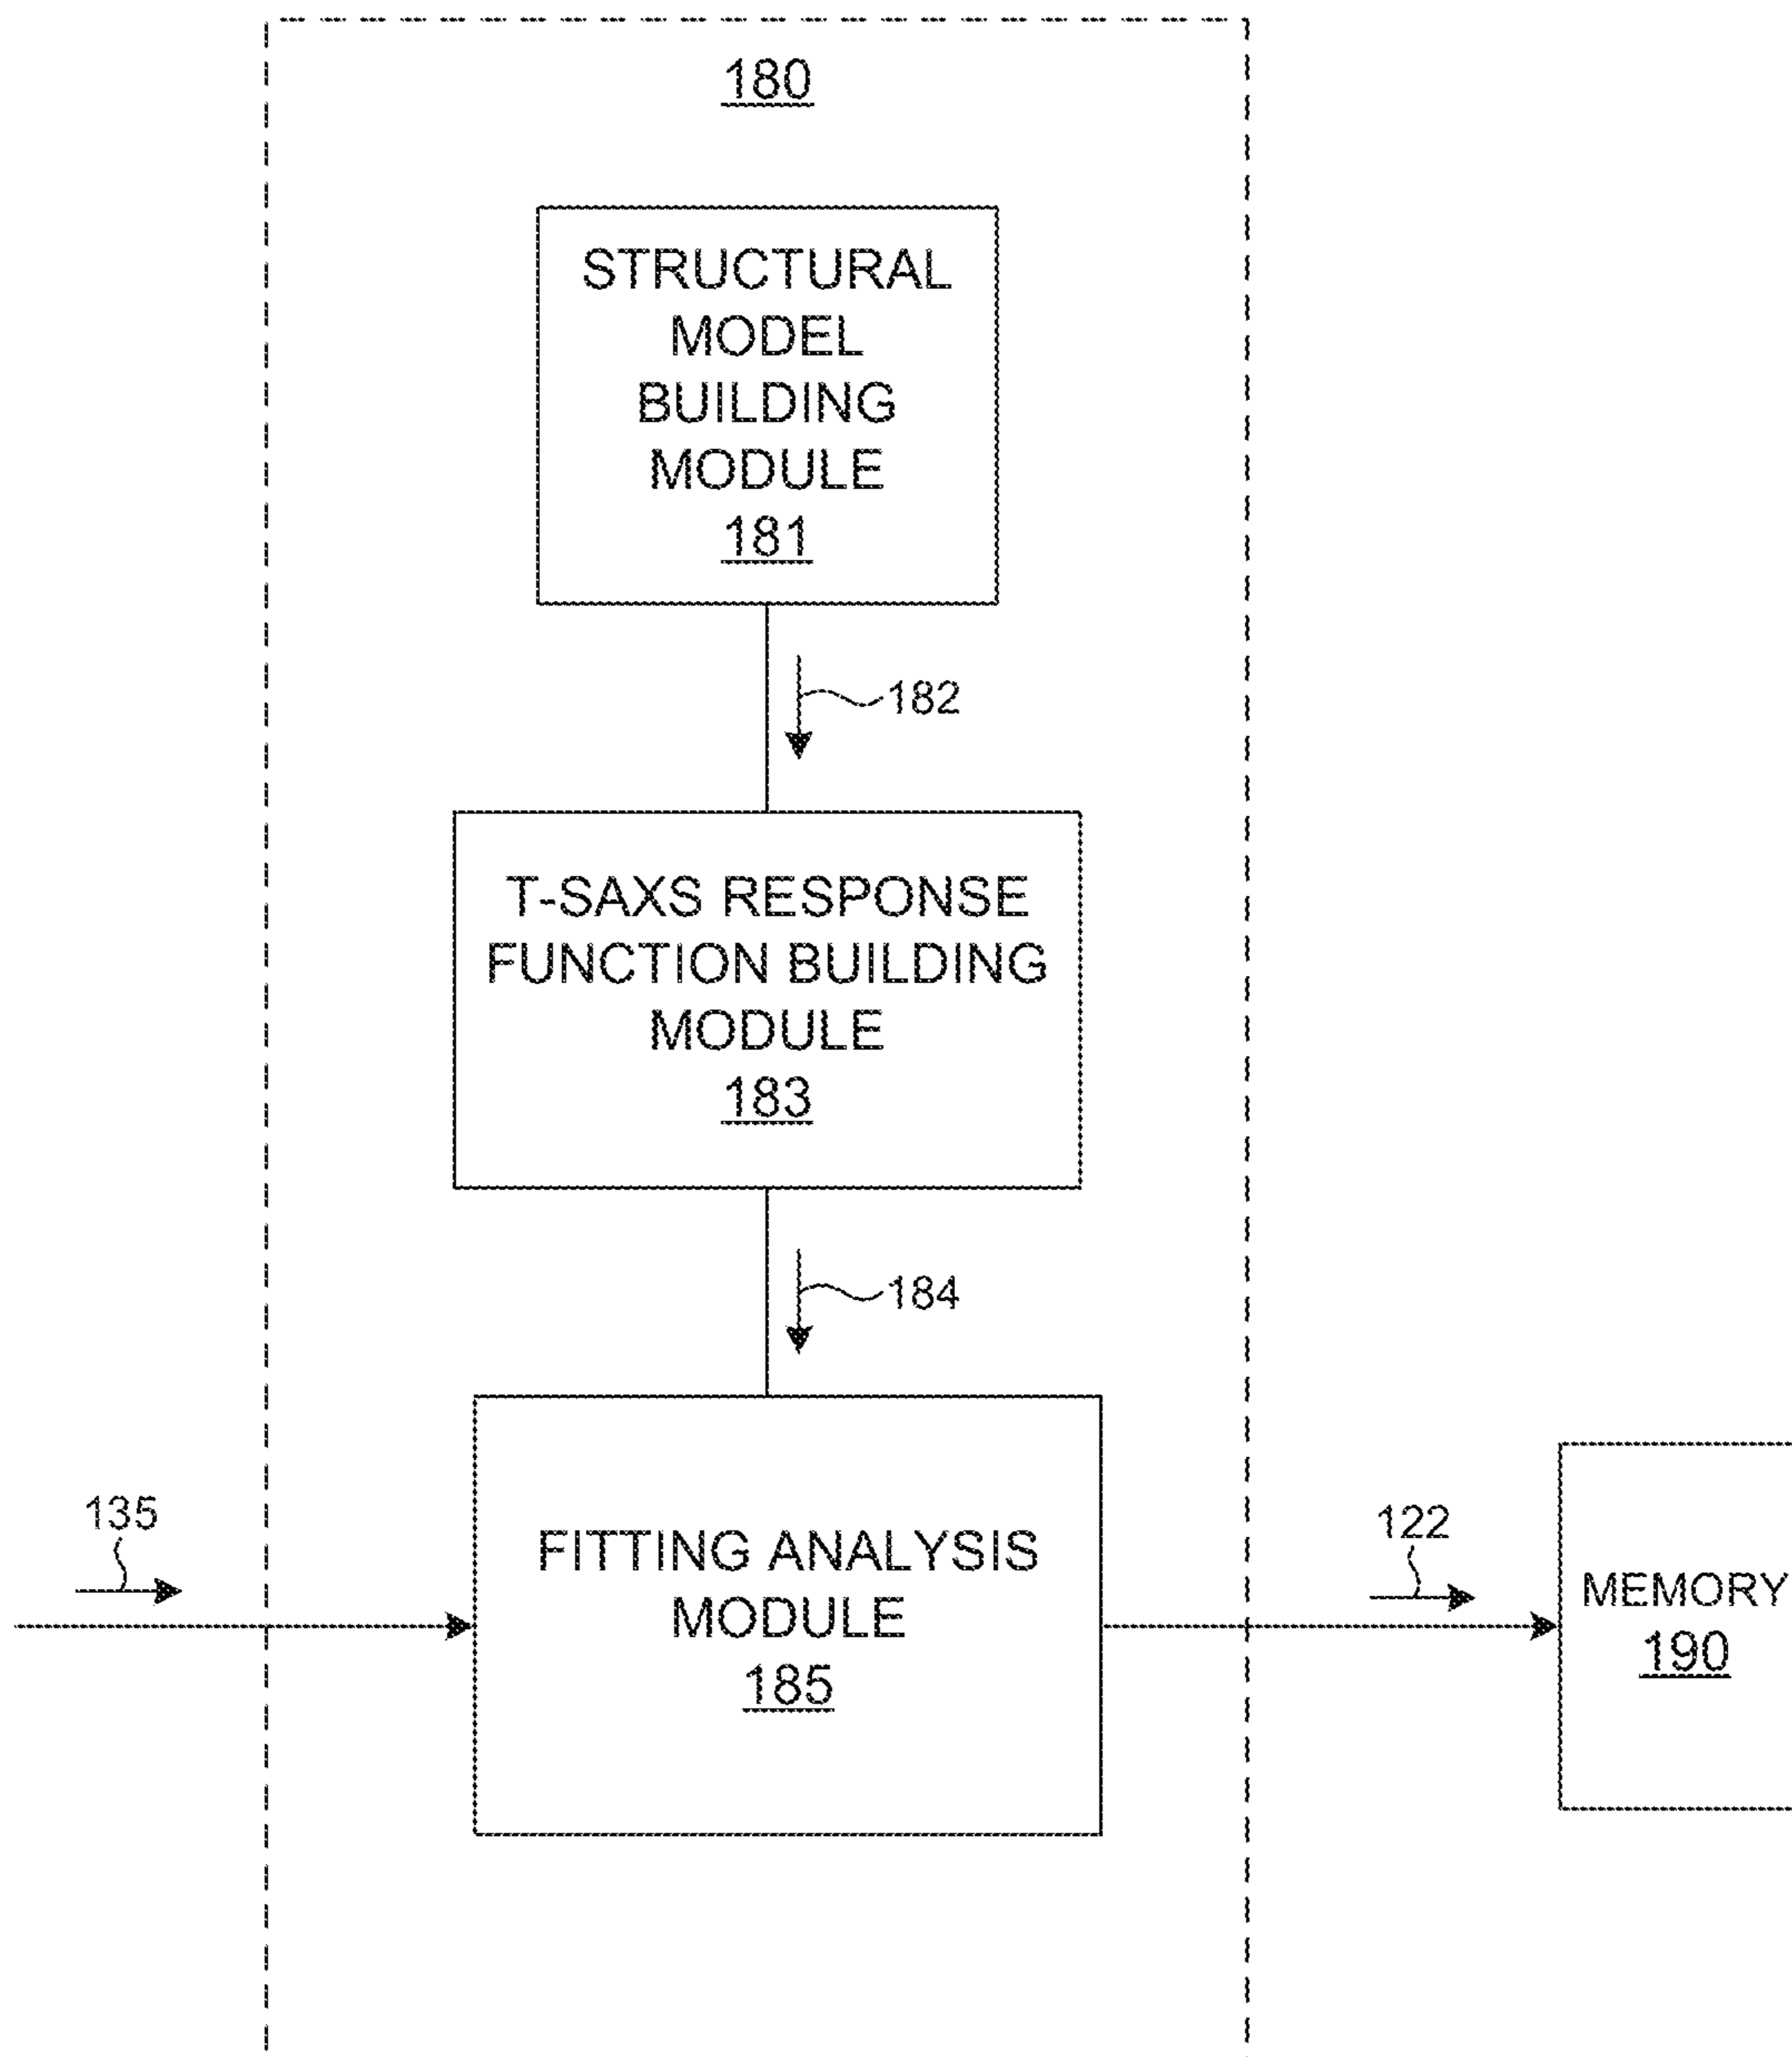 180
STRUCTURAL
MODEL
BUILDING
MODULE
181
182
T-SAXS RESPONSE
FUNCTION BUILDING
MODULE
183
184
135
FITTING ANALYSIS
MODULE
185
122
MEMORY
190